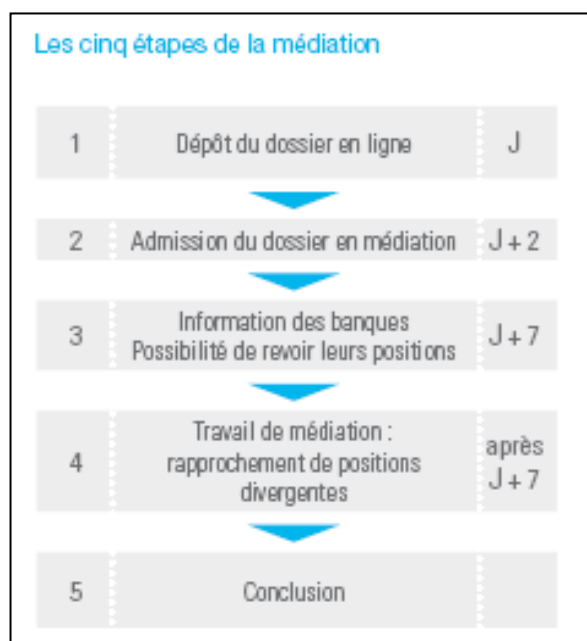 Les cinq étapes de la médiation
1 Dépôt du dossier en ligne J
2 Admission du dossier en médiation J + 2
3 Information des banques
Possibilité de revoir leurs positions J + 7
4 Travail de médiation :
rapprochement de positions
divergentes après
J + 7
5 Conclusion